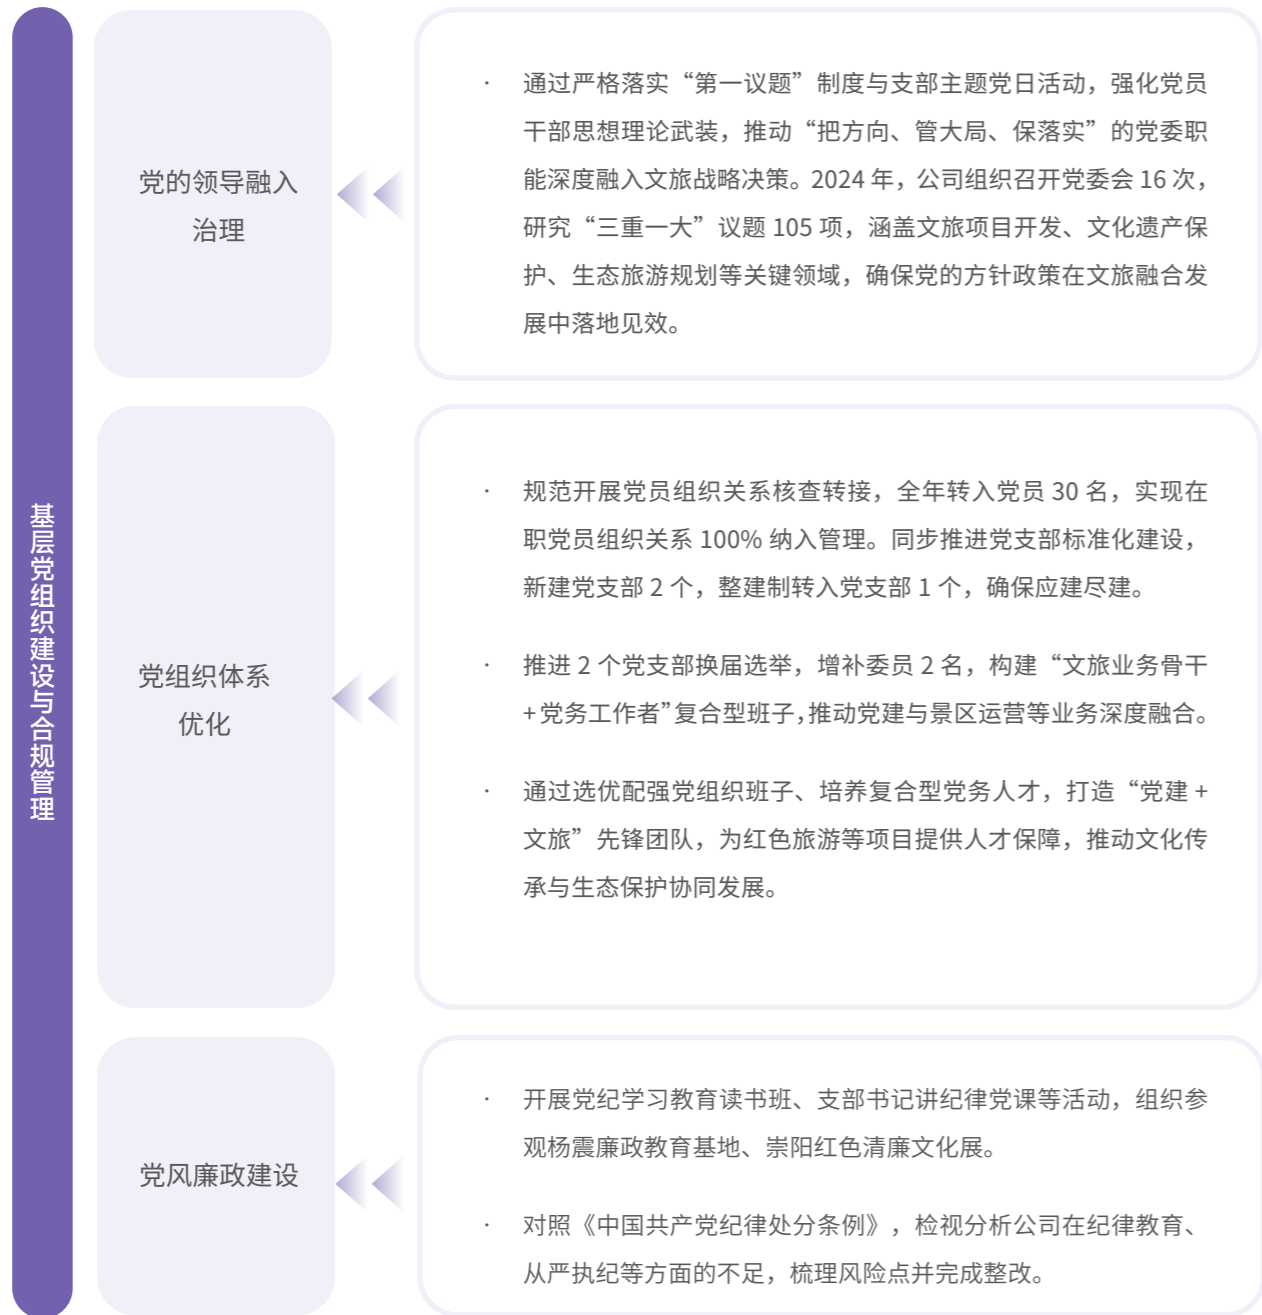 基层党组织建设与合规管理
党的领导融入
治理
· 通过严格落实“第一议题”制度与支部主题党日活动，强化党员
干部思想理论武装，推动“把方向、管大局、保落实”的党委职
能深度融入文旅战略决策。2024 年，公司组织召开党委会 16 次，
研究“三重一大”议题 105 项，涵盖文旅项目开发、文化遗产保
护、生态旅游规划等关键领域，确保党的方针政策在文旅融合发
展中落地见效。
党组织体系
优化
· 规范开展党员组织关系核查转接，全年转入党员 30 名，实现在
职党员组织关系 100% 纳入管理。同步推进党支部标准化建设，
新建党支部 2 个，整建制转入党支部 1 个，确保应建尽建。
· 推进 2 个党支部换届选举，增补委员 2 名，构建“文旅业务骨干
+ 党务工作者”复合型班子，推动党建与景区运营等业务深度融合。
· 通过选优配强党组织班子、培养复合型党务人才，打造“党建 +
文旅”先锋团队，为红色旅游等项目提供人才保障，推动文化传
承与生态保护协同发展。
党风廉政建设
· 开展党纪学习教育读书班、支部书记讲纪律党课等活动，组织参
观杨震廉政教育基地、崇阳红色清廉文化展。
· 对照《中国共产党纪律处分条例》，检视分析公司在纪律教育、
从严执纪等方面的不足，梳理风险点并完成整改。